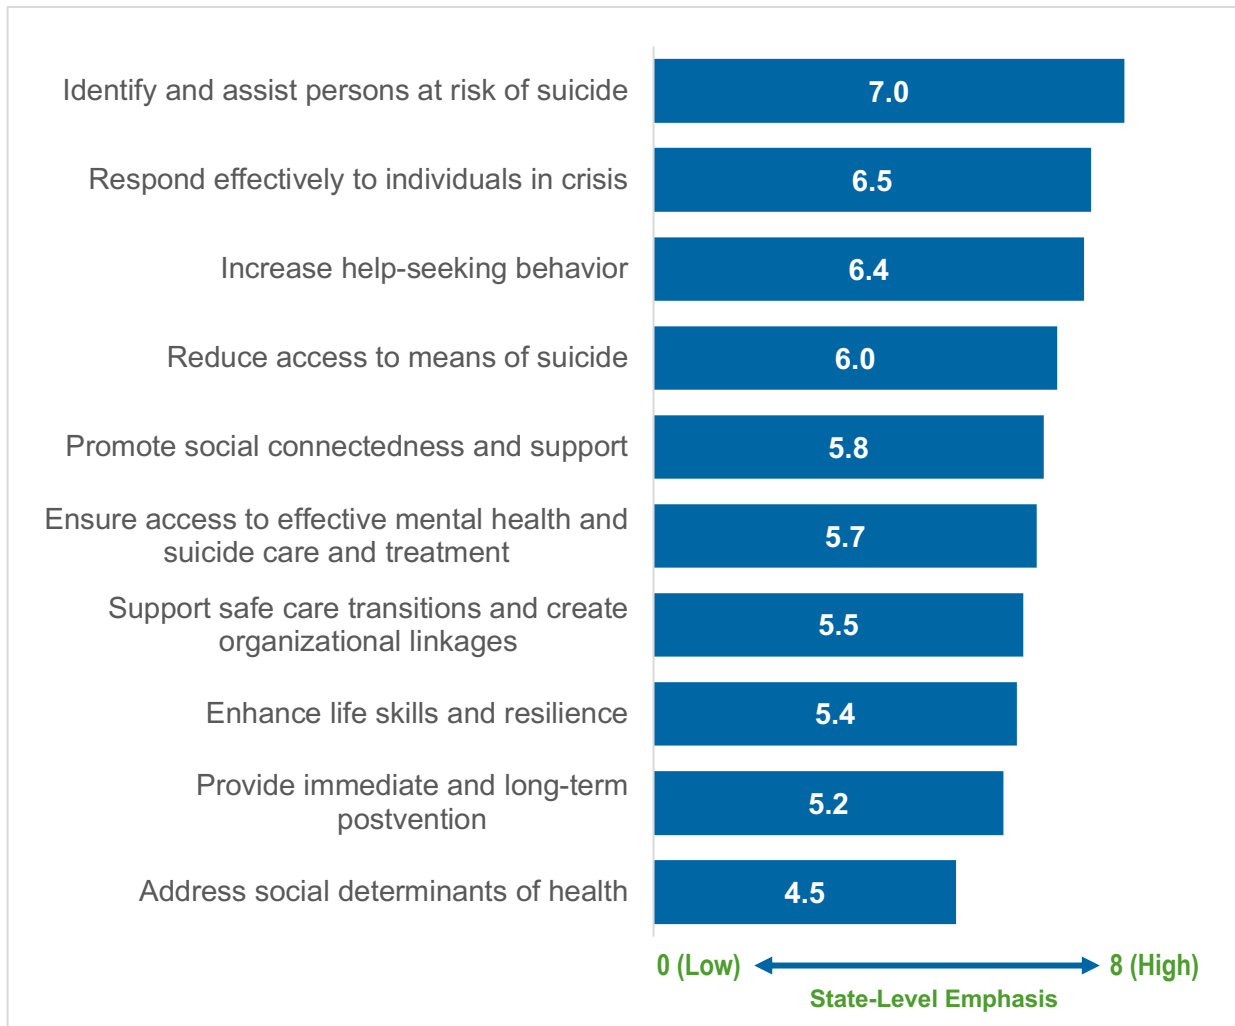 Identify and assist persons at risk of suicide
7.0
Respond effectively to individuals in crisis
6.5
Increase help-seeking behavior
6.4
Reduce access to means of suicide
6.0
Promote social connectedness and support
5.8
Ensure access to effective mental health and
suicide care and treatment
5.7
Support safe care transitions and create
organizational linkages
5.5
Enhance life skills and resilience
5.4
Provide immediate and long-term
postvention
5.2
Address social determinants of health
4.5
0 (Low)
8 (High)
State-Level Emphasis